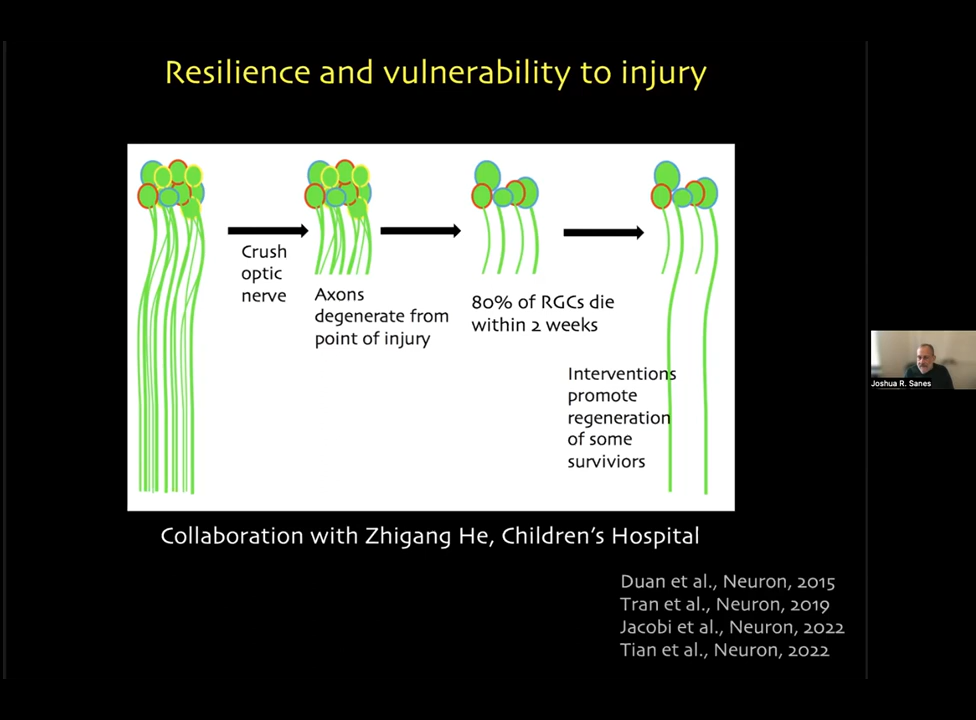 Resilience and vulnerability to injury
Crush
optic
nerve
Axons
degenerate from
point of injury
80% of RGCs die
within 2 weeks
Interventions
promote
regeneration
of some
surviviors
Collaboration with Zhigang He, Children's Hospital
Duan et al., Neuron, 2015
Tran et al., Neuron, 2019
Jacobi et al., Neuron, 2022
Tian et al., Neuron, 2022
Joshua R. Sanes